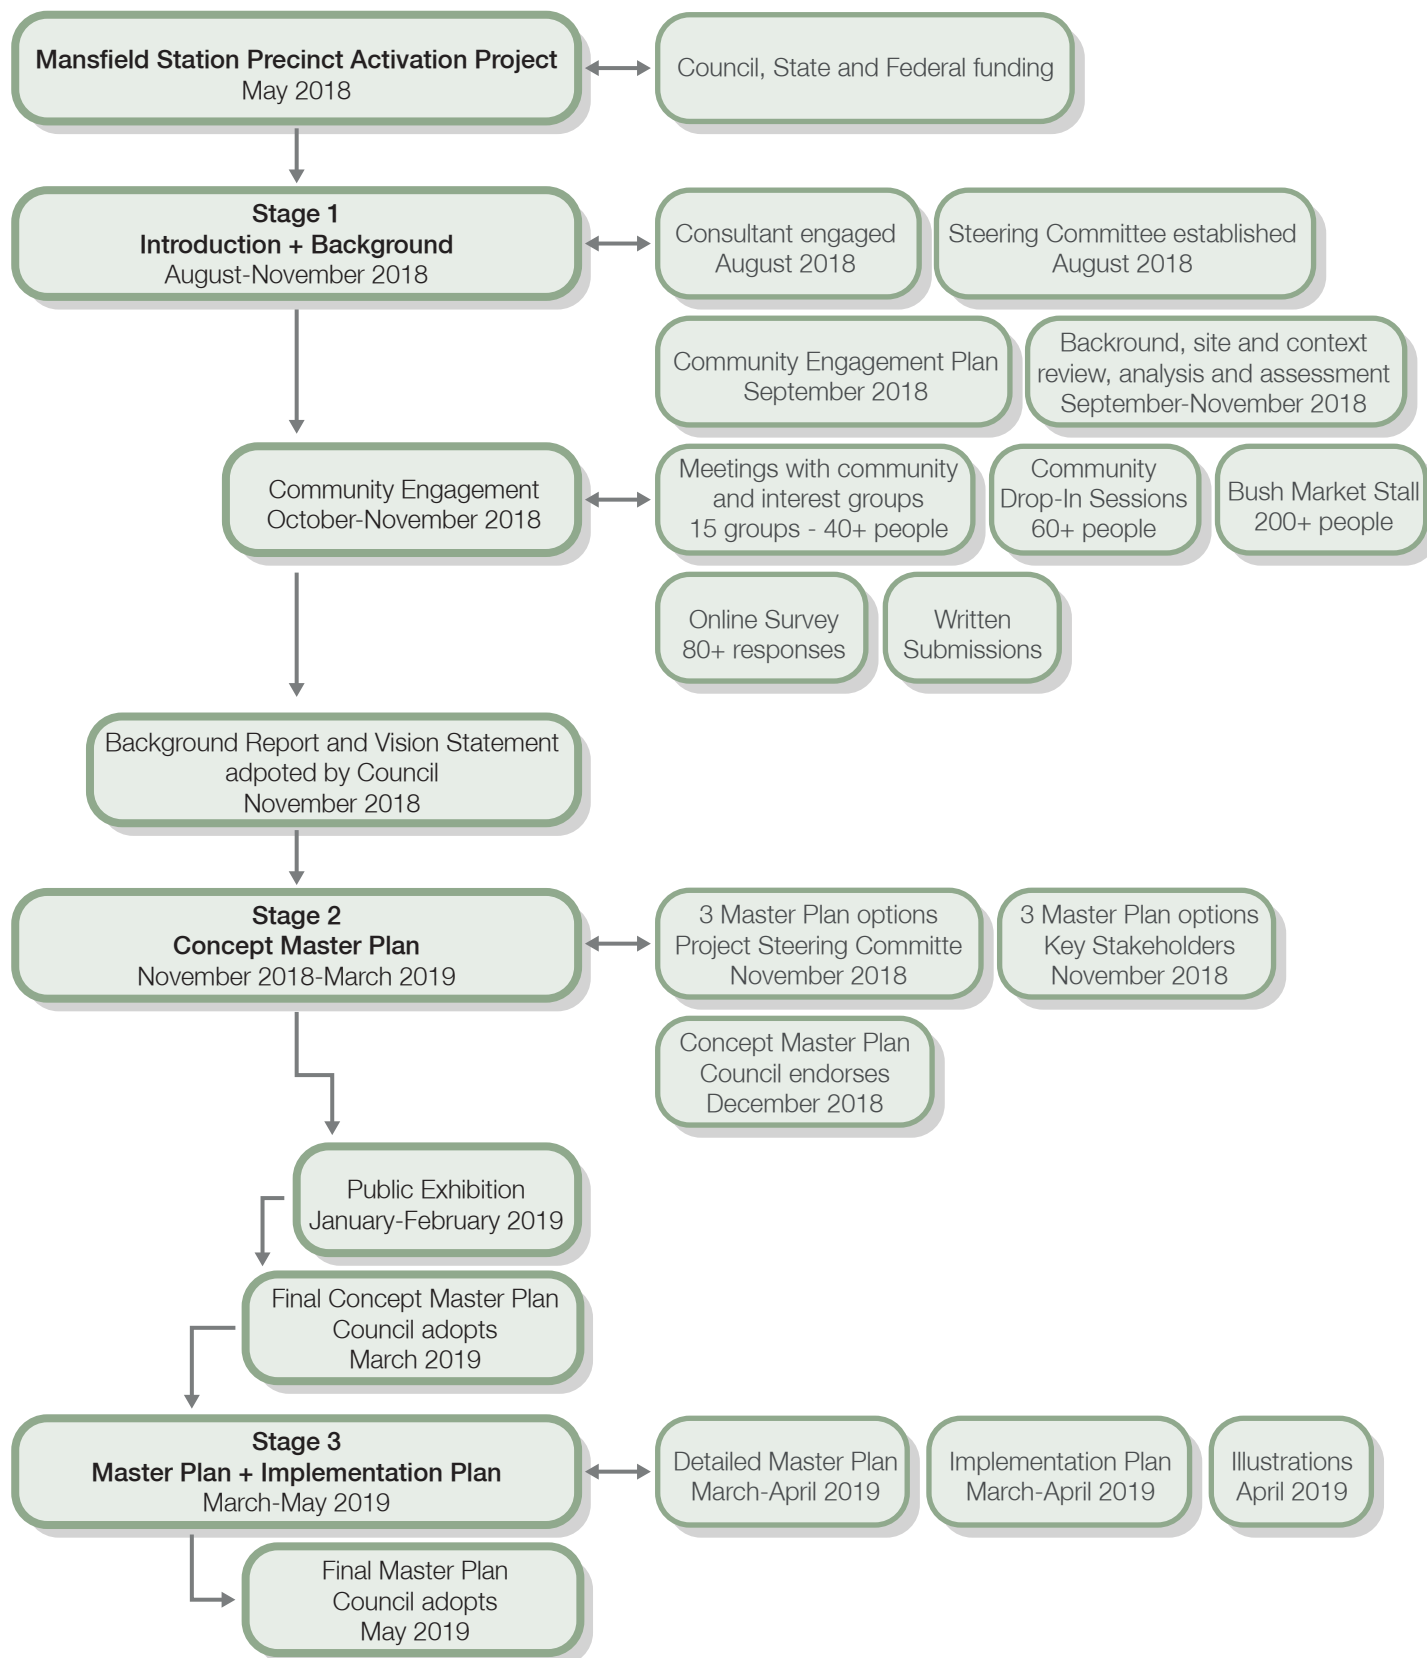 Mansfield Station Precinct Activation Project
May 2018
Council, State and Federal funding
Stage 1
Introduction + Background
August-November 2018
Consultant engaged
August 2018
Steering Committee established
August 2018
Community Engagement Plan
September 2018
Backround, site and context
review, analysis and assessment
September-November 2018
Community Engagement
October-November 2018
Meetings with community
and interest groups
15 groups - 40+ people
Community
Drop-In Sessions
60+ people
Bush Market Stall
200+ people
Online Survey
80+ responses
Written
Submissions
Background Report and Vision Statement
adpoted by Council
November 2018
Stage 2
Concept Master Plan
November 2018-March 2019
3 Master Plan options
Project Steering Committe
November 2018
3 Master Plan options
Key Stakeholders
November 2018
Concept Master Plan
Council endorses
December 2018
Public Exhibition
January-February 2019
Final Concept Master Plan
Council adopts
March 2019
Stage 3
Master Plan + Implementation Plan
March-May 2019
Detailed Master Plan
March-April 2019
Implementation Plan
March-April 2019
Illustrations
April 2019
Final Master Plan
Council adopts
May 2019